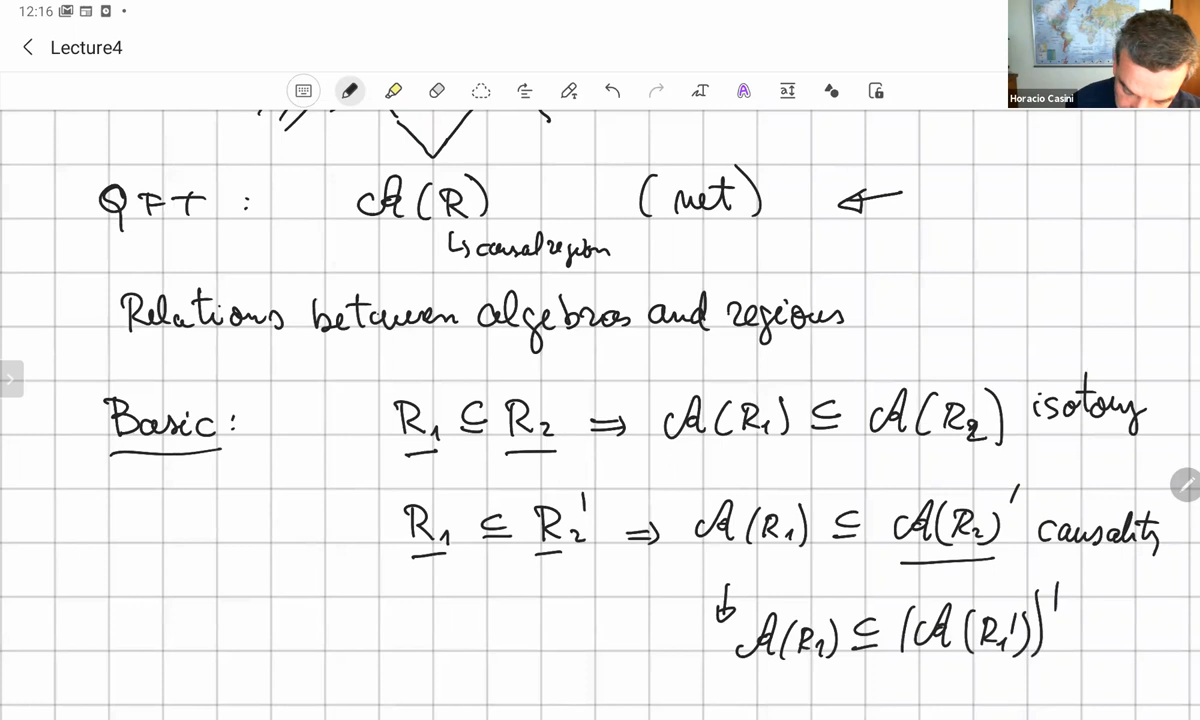 12:16
Lecture4
Horacio Casini
QFT : 𝒜(R) (net) ⇐
↳ causal region
Relations between algebras and regions
Basic : R₁ ⊆ R₂ ⇒ 𝒜(R₁) ⊆ 𝒜(R₂) isotony
R₁ ⊆ R₂' ⇒ 𝒜(R₁) ⊆ 𝒜(R₂)' causality
↓ 𝒜(R₁) ⊆ (𝒜(R₁'))'